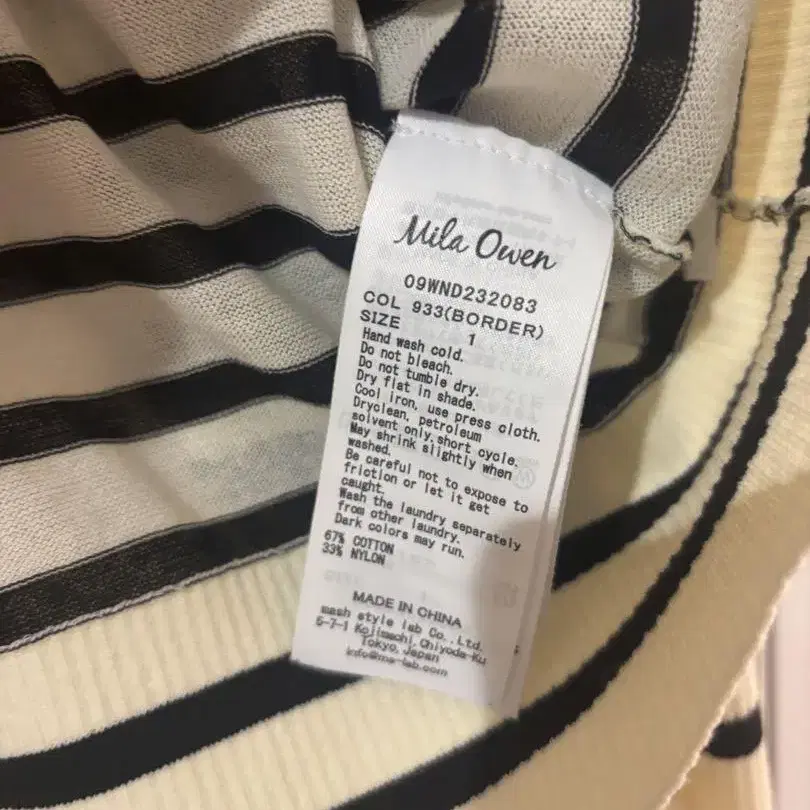 Mila Owen
09WND232083
COL 933(BORDER)
SIZE 1
Hand wash cold.
Do not bleach.
Do not tumble dry.
Dry flat in shade.
Cool iron, use press cloth.
Dryclean, petroleum
solvent only,short cycle.
May shrink slightly when
washed.
Be careful not to expose to
friction or let it get
caught.
Wash the laundry separately
from other laundry.
Dark colors may run.
67% COTTON
33% NYLON
MADE IN CHINA
mash style lab Co.,Ltd.
5-7-1 Kojimachi,Chiyoda-Ku
Tokyo,Japan
info@ms-lab.com